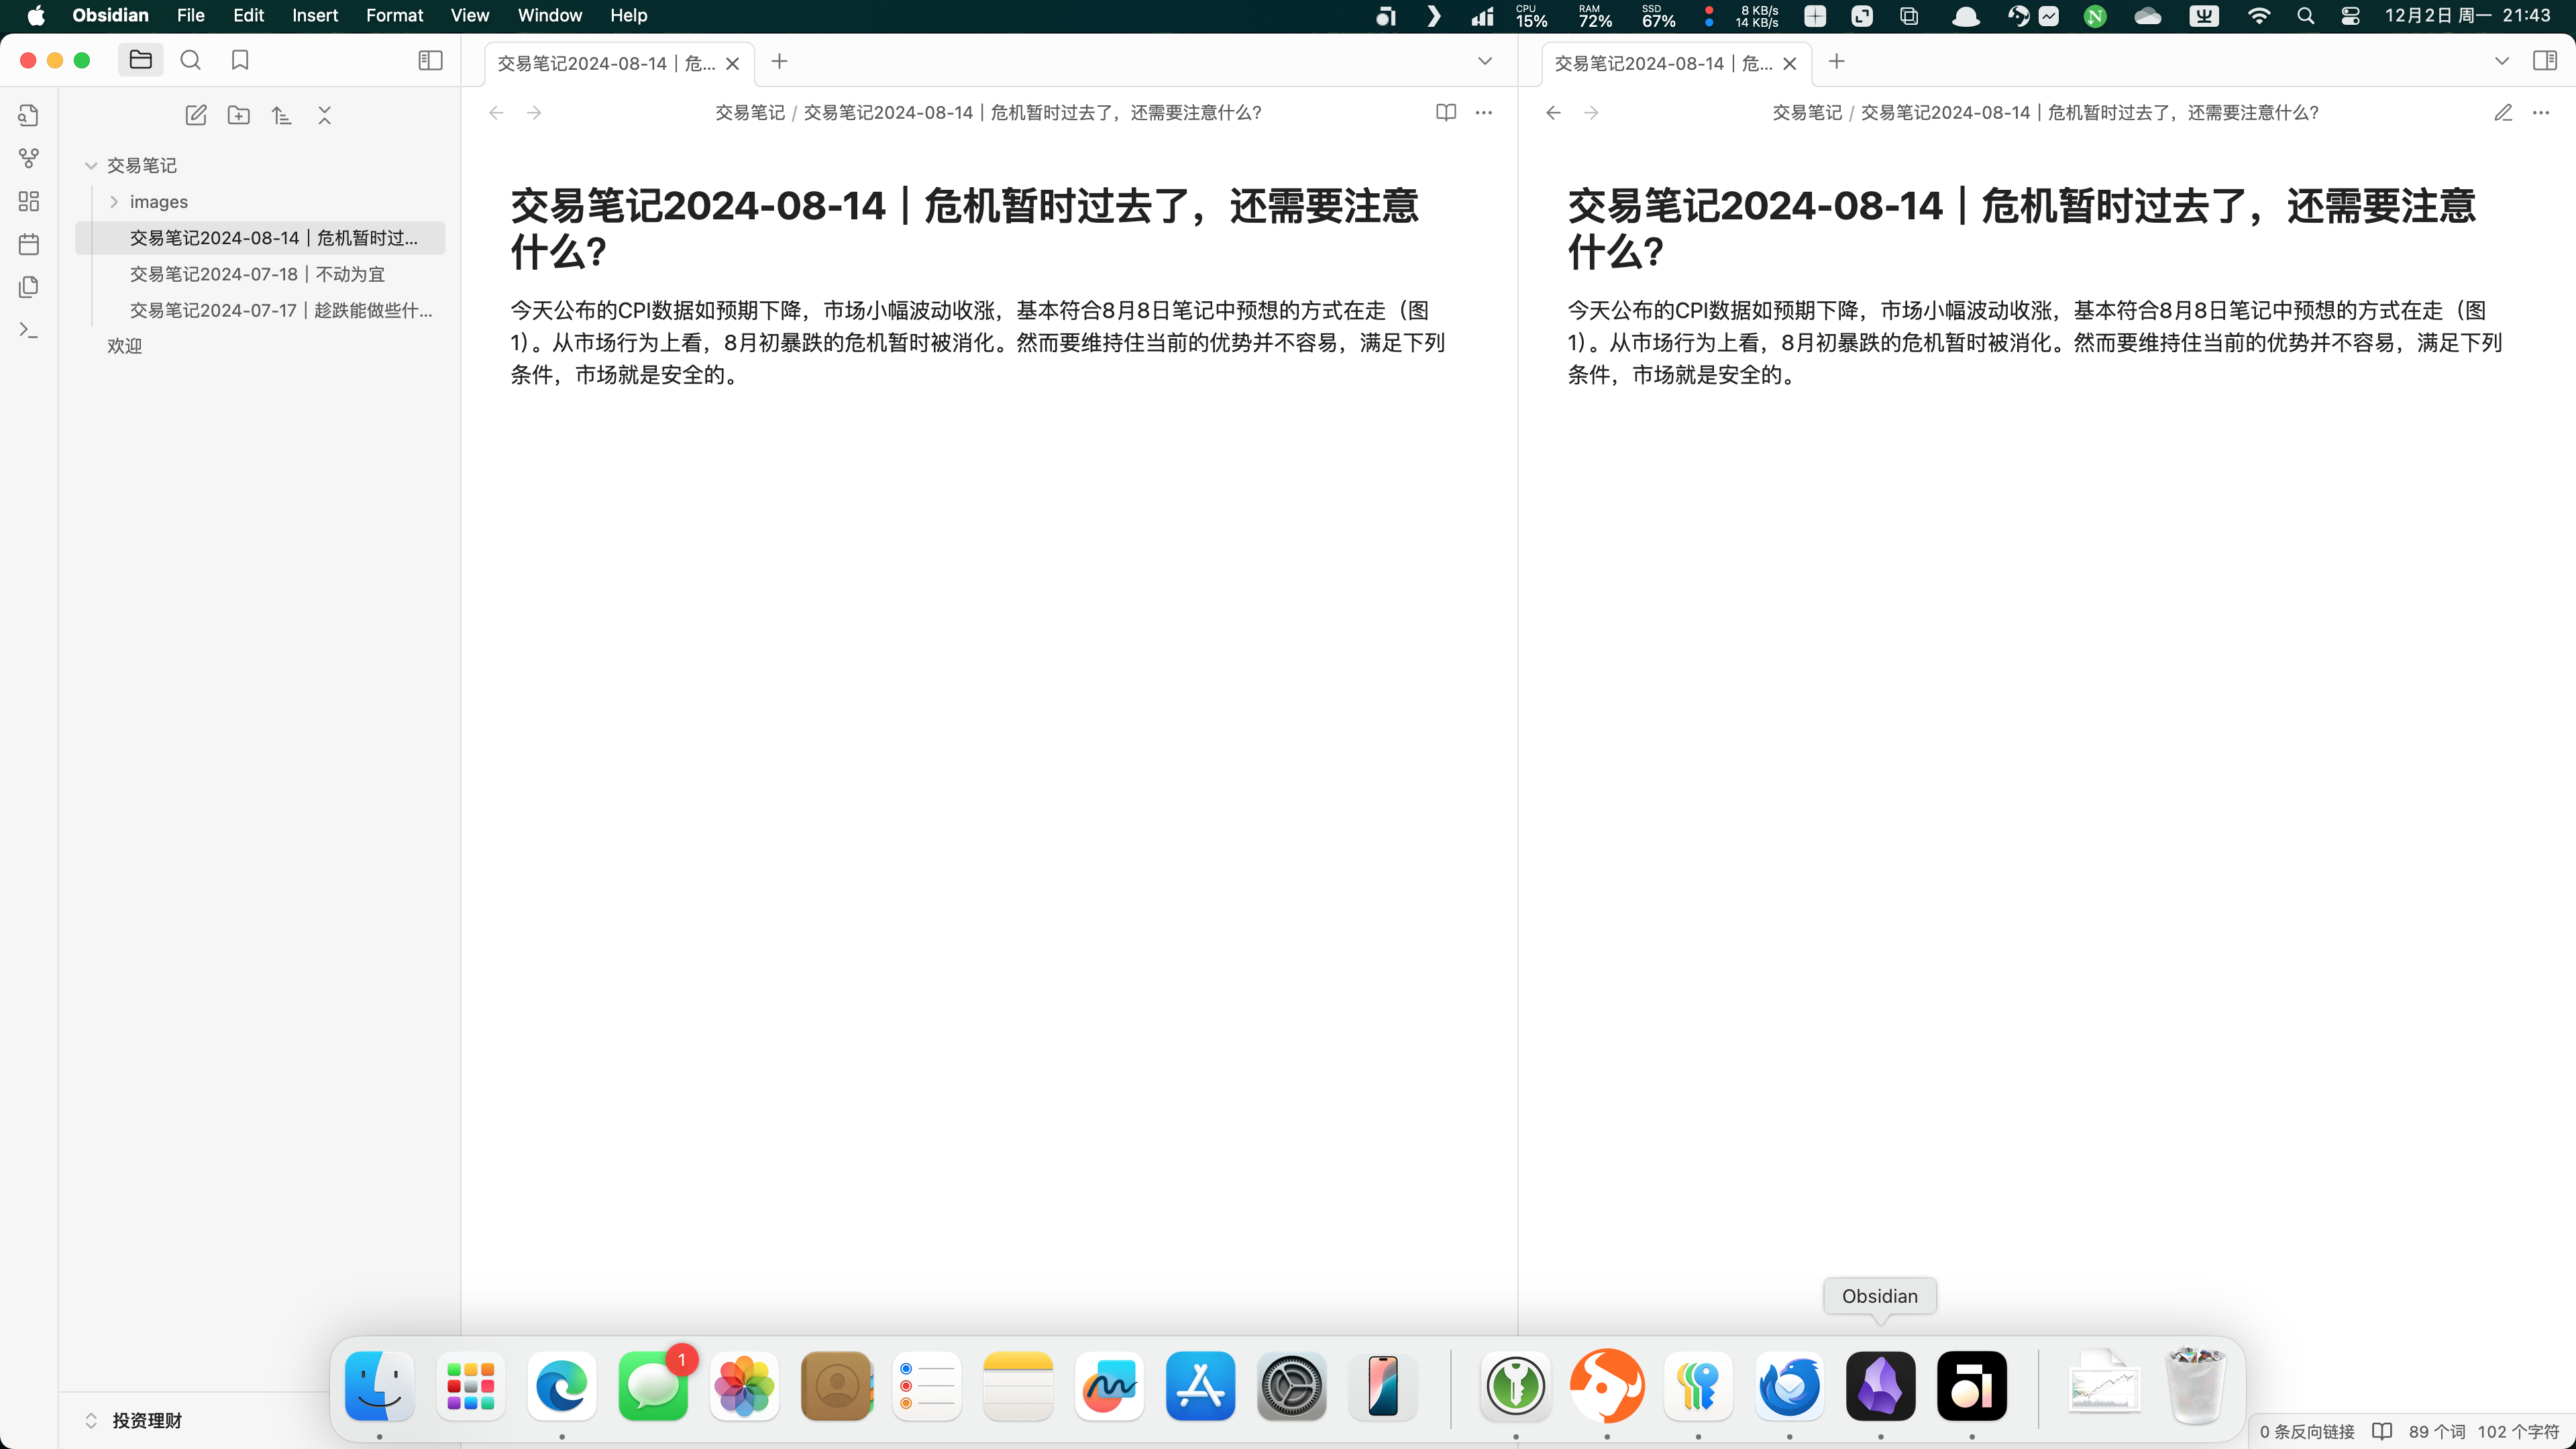 Obsidian File Edit Insert Format View Window Help
CPU 15% RAM 72% SSD 67% 8 KB/s 14 KB/s 12月2日 周一 21:43
交易笔记2024-08-14｜危...
交易笔记2024-08-14｜危...
交易笔记
images
交易笔记2024-08-14｜危机暂时过...
交易笔记2024-07-18｜不动为宜
交易笔记2024-07-17｜趁跌能做些什...
欢迎
投资理财
交易笔记 / 交易笔记2024-08-14｜危机暂时过去了，还需要注意什么？
交易笔记2024-08-14｜危机暂时过去了，还需要注意
什么？
今天公布的CPI数据如预期下降，市场小幅波动收涨，基本符合8月8日笔记中预想的方式在走（图
1）。从市场行为上看，8月初暴跌的危机暂时被消化。然而要维持住当前的优势并不容易，满足下列
条件，市场就是安全的。
交易笔记 / 交易笔记2024-08-14｜危机暂时过去了，还需要注意什么？
交易笔记2024-08-14｜危机暂时过去了，还需要注意
什么？
今天公布的CPI数据如预期下降，市场小幅波动收涨，基本符合8月8日笔记中预想的方式在走（图
1）。从市场行为上看，8月初暴跌的危机暂时被消化。然而要维持住当前的优势并不容易，满足下列
条件，市场就是安全的。
Obsidian
1
0 条反向链接 89 个词 102 个字符